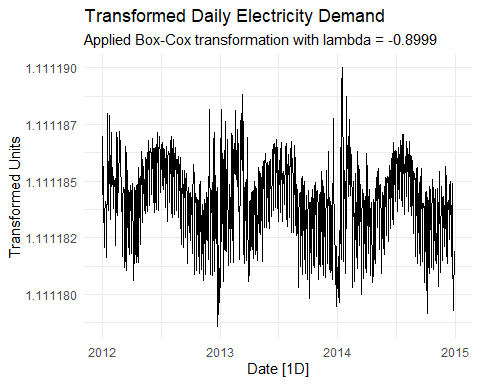 Transformed Daily Electricity Demand
Applied Box-Cox transformation with lambda = -0.8999
Transformed Units
1.111190
1.111187
1.111185
1.111182
1.111180
2012
2013
2014
2015
Date [1D]